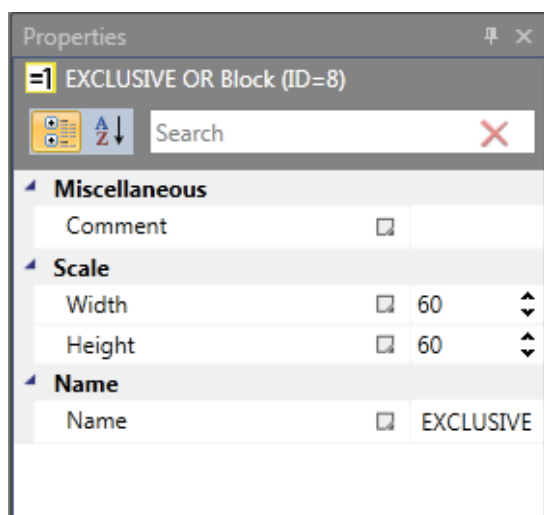 Properties
=1 EXCLUSIVE OR Block (ID=8)
A Z Search
Miscellaneous
Comment
Scale
Width 60
Height 60
Name
Name EXCLUSIVE